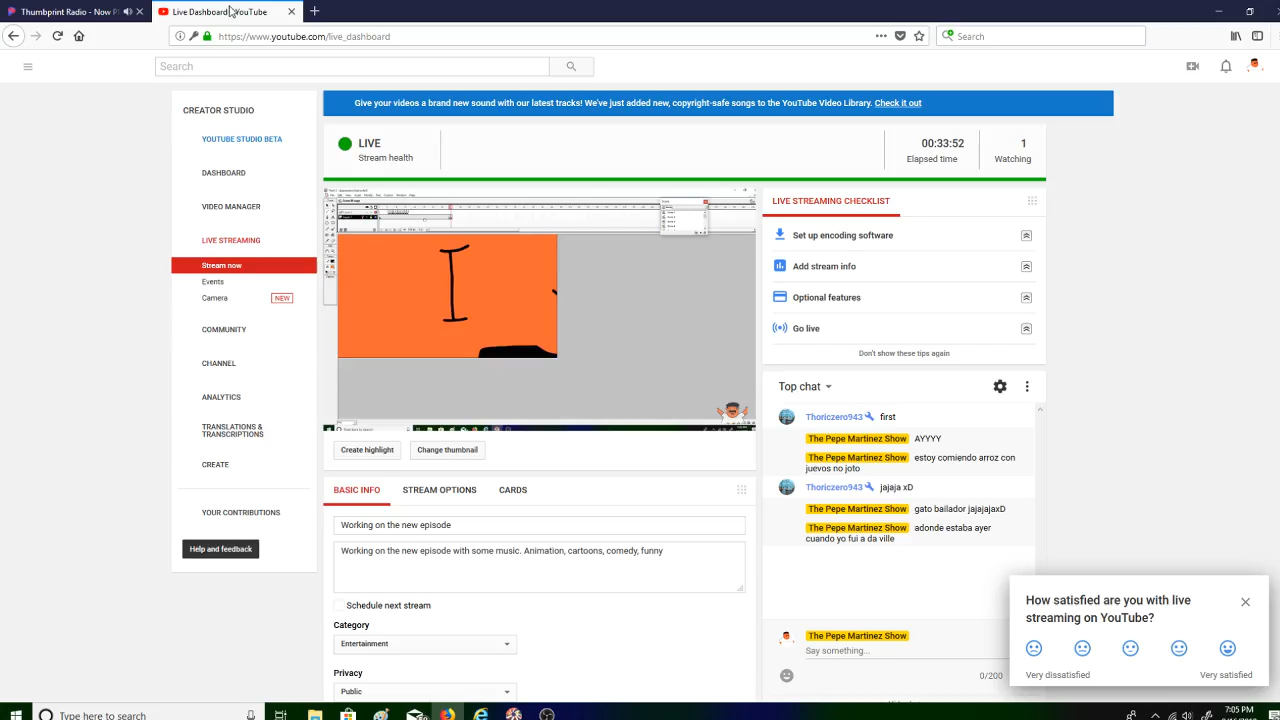 Thumbprint Radio - Now P
Live Dashboard - YouTube
https://www.youtube.com/live_dashboard
Search
Search
CREATOR STUDIO
YOUTUBE STUDIO BETA
DASHBOARD
VIDEO MANAGER
LIVE STREAMING
Stream now
Events
Camera NEW
COMMUNITY
CHANNEL
ANALYTICS
TRANSLATIONS &
TRANSCRIPTIONS
CREATE
YOUR CONTRIBUTIONS
Help and feedback
Give your videos a brand new sound with our latest tracks! We've just added new, copyright-safe songs to the YouTube Video Library. Check it out
LIVE
Stream health
00:33:52
Elapsed time
1
Watching
I
Create highlight
Change thumbnail
BASIC INFO STREAM OPTIONS CARDS
Working on the new episode
Working on the new episode with some music. Animation, cartoons, comedy, funny
Schedule next stream
Category
Entertainment
Privacy
Public
LIVE STREAMING CHECKLIST
Set up encoding software
Add stream info
Optional features
Go live
Don't show these tips again
Top chat
Thoriczero943 first
The Pepe Martinez Show AYYYY
The Pepe Martinez Show estoy comiendo arroz con
juevos no joto
Thoriczero943 jajaja xD
The Pepe Martinez Show gato bailador jajajajaxD
The Pepe Martinez Show adonde estaba ayer
cuando yo fui a da ville
The Pepe Martinez Show
Say something...
0/200
How satisfied are you with live
streaming on YouTube?
Very dissatisfied
Very satisfied
Type here to search
7:05 PM